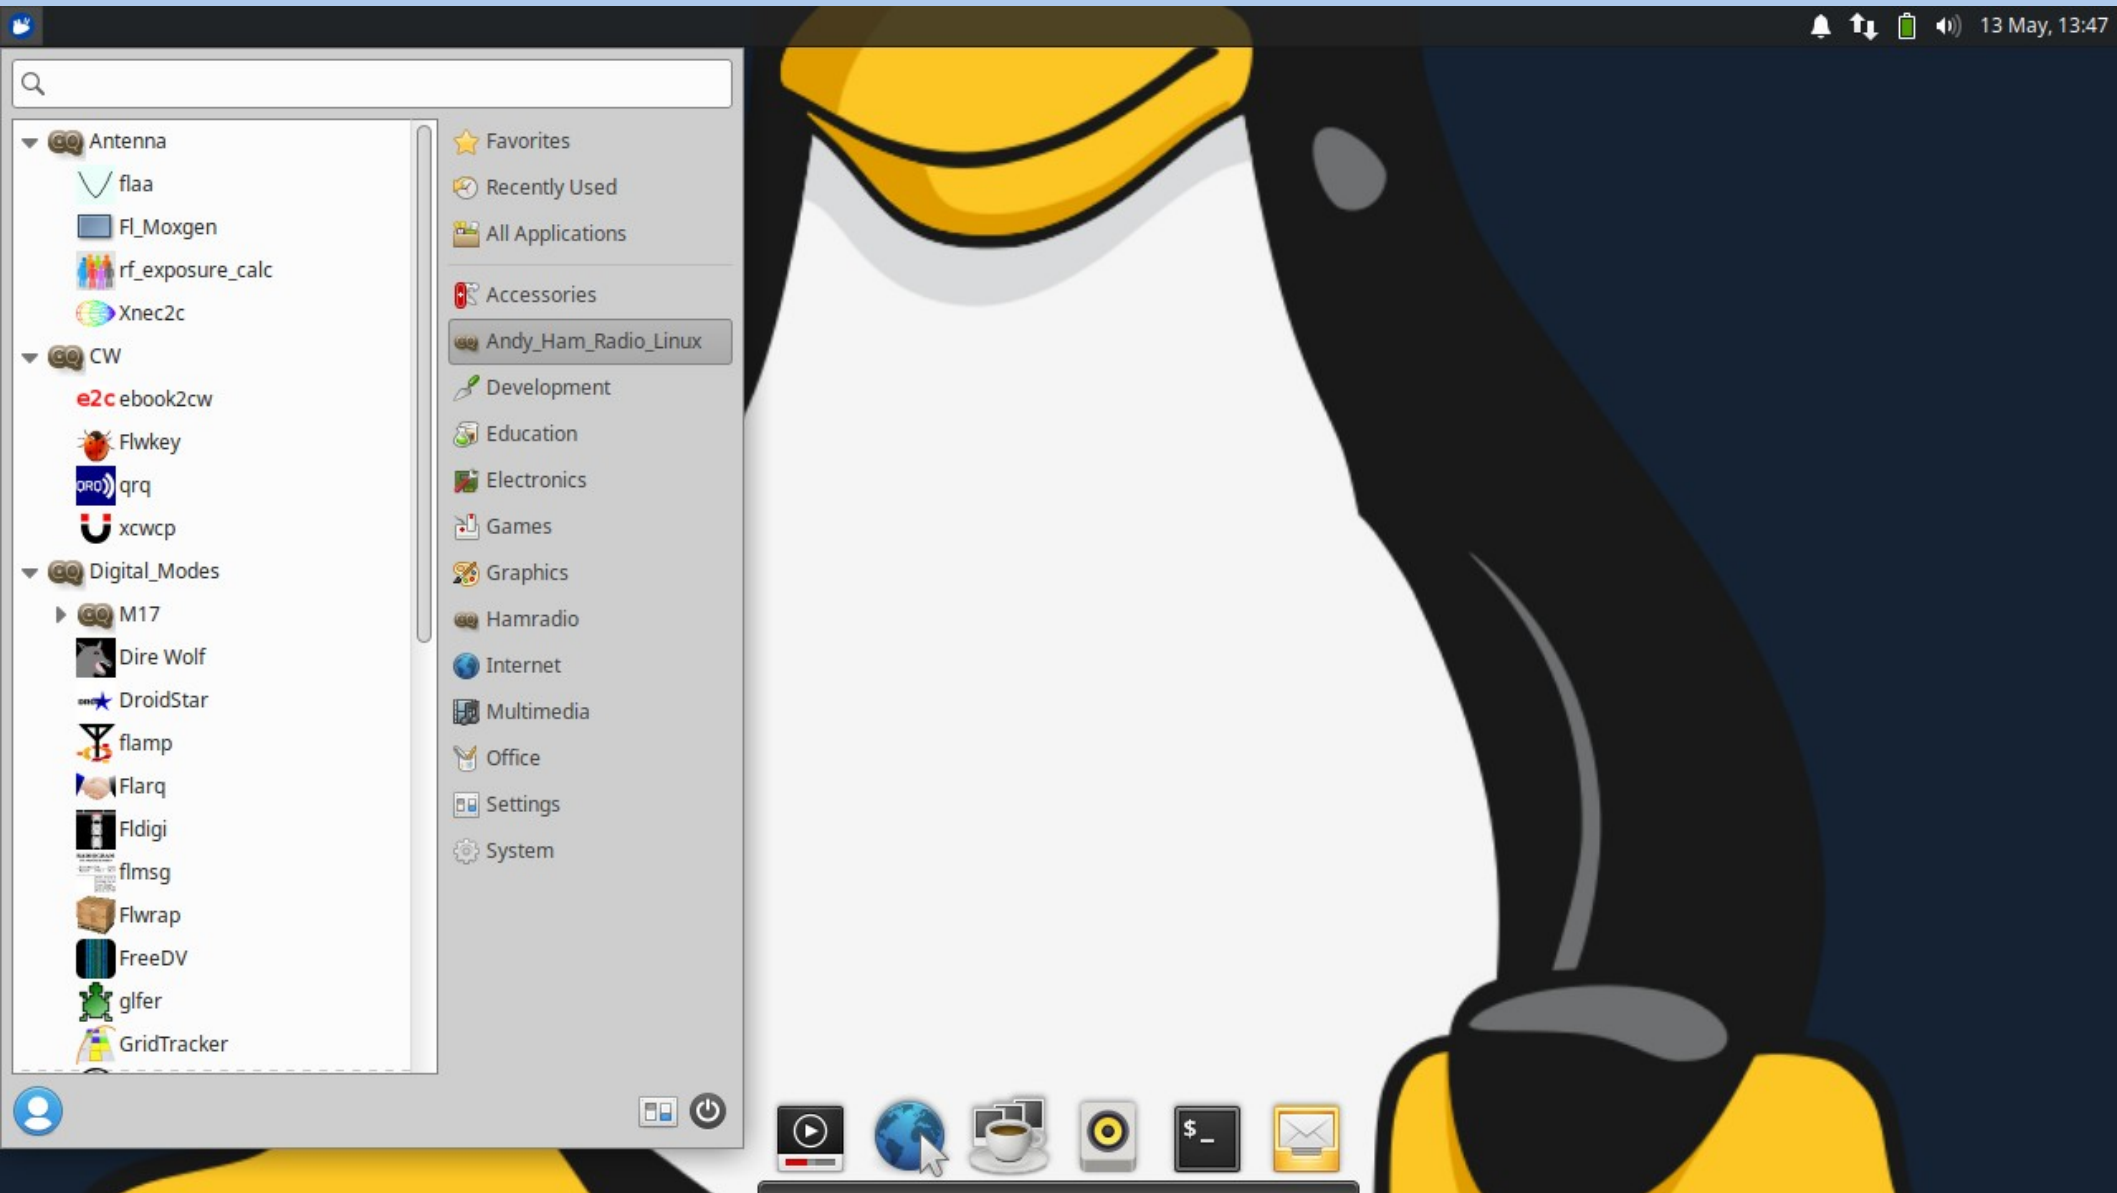 13 May, 13:47
Antenna
flaa
Fl_Moxgen
rf_exposure_calc
Xnec2c
CW
e2c ebook2cw
Flwkey
QRQ qrq
xcwcp
Digital_Modes
M17
Dire Wolf
DroidStar
flamp
Flarq
Fldigi
flmsg
Flwrap
FreeDV
glfer
GridTracker
Favorites
Recently Used
All Applications
Accessories
Andy_Ham_Radio_Linux
Development
Education
Electronics
Games
Graphics
Hamradio
Internet
Multimedia
Office
Settings
System
$_